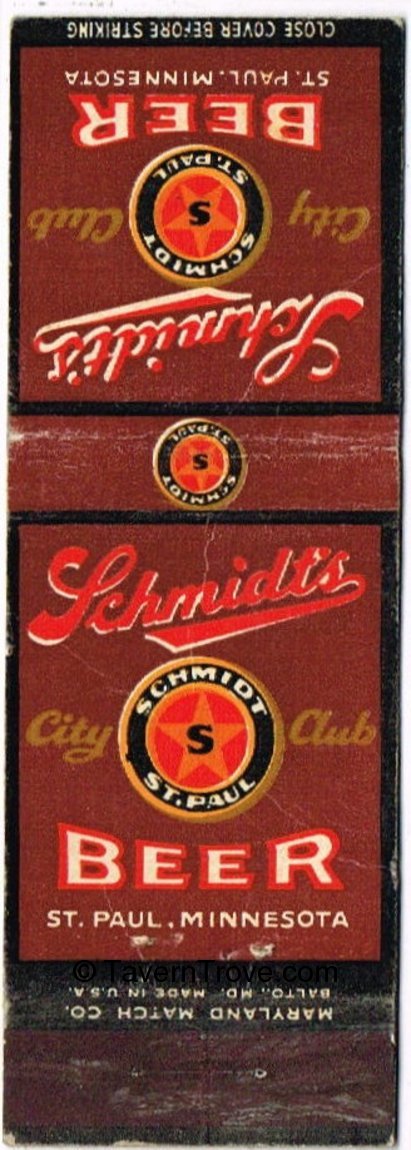 CLOSE COVER BEFORE STRIKING
ST. PAUL, MINNESOTA
BEER
City Club
SCHMIDT
S
ST. PAUL
Schmidt's
SCHMIDT
S
ST. PAUL
Schmidt's
City Club
SCHMIDT
S
ST. PAUL
BEER
ST. PAUL, MINNESOTA
© TavernTrove.com
MARYLAND MATCH CO.
BALTO., MD. MADE IN U.S.A.